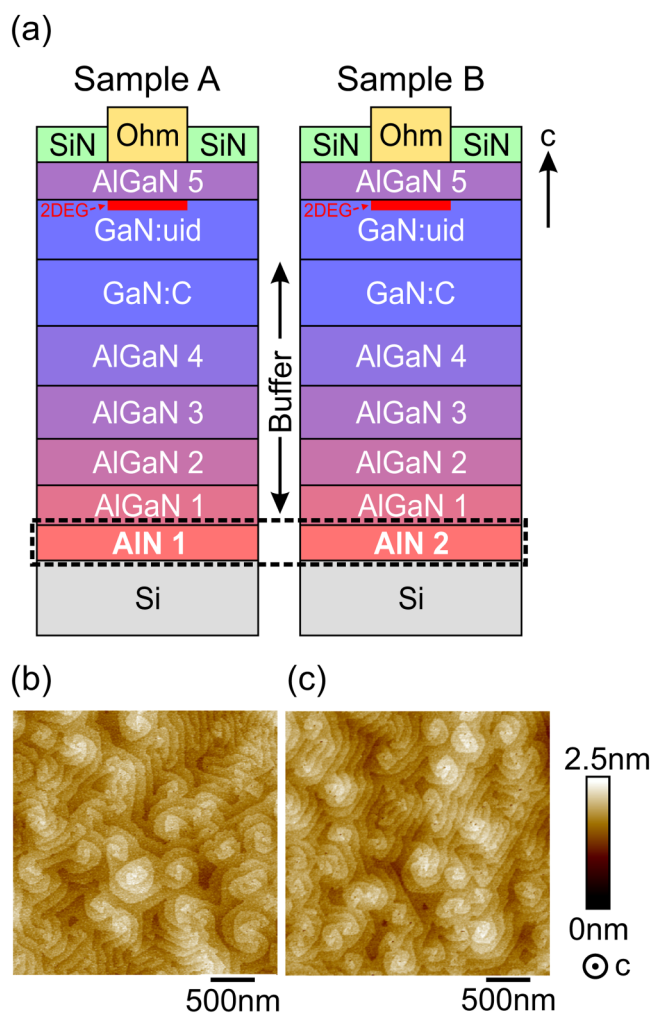 (a)
Sample A
Sample B
SiN
Ohm
SiN
SiN
Ohm
SiN
c
AlGaN 5
AlGaN 5
2DEG
2DEG
GaN:uid
GaN:uid
GaN:C
GaN:C
Buffer
AlGaN 4
AlGaN 4
AlGaN 3
AlGaN 3
AlGaN 2
AlGaN 2
AlGaN 1
AlGaN 1
AlN 1
AlN 2
Si
Si
(b)
(c)
2.5nm
0nm
c
500nm
500nm